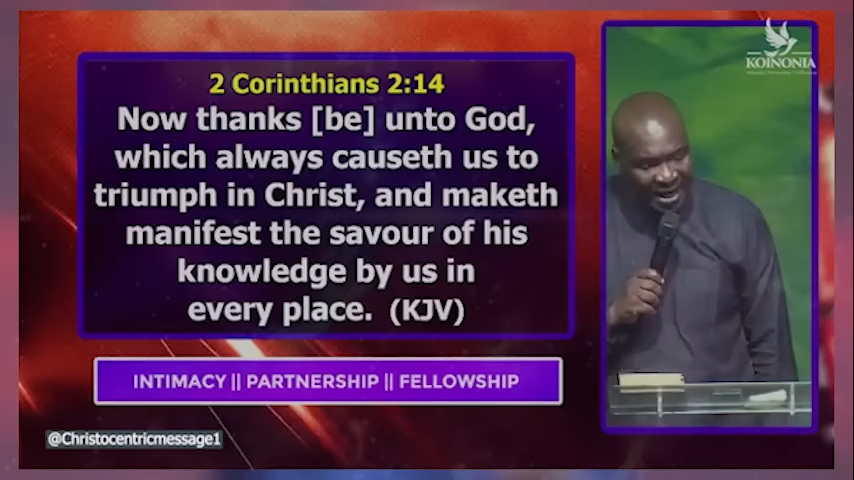 2 Corinthians 2:14
Now thanks [be] unto God,
which always causeth us to
triumph in Christ, and maketh
manifest the savour of his
knowledge by us in
every place. (KJV)
INTIMACY || PARTNERSHIP || FELLOWSHIP
@Christocentricmessage1
KOINONIA